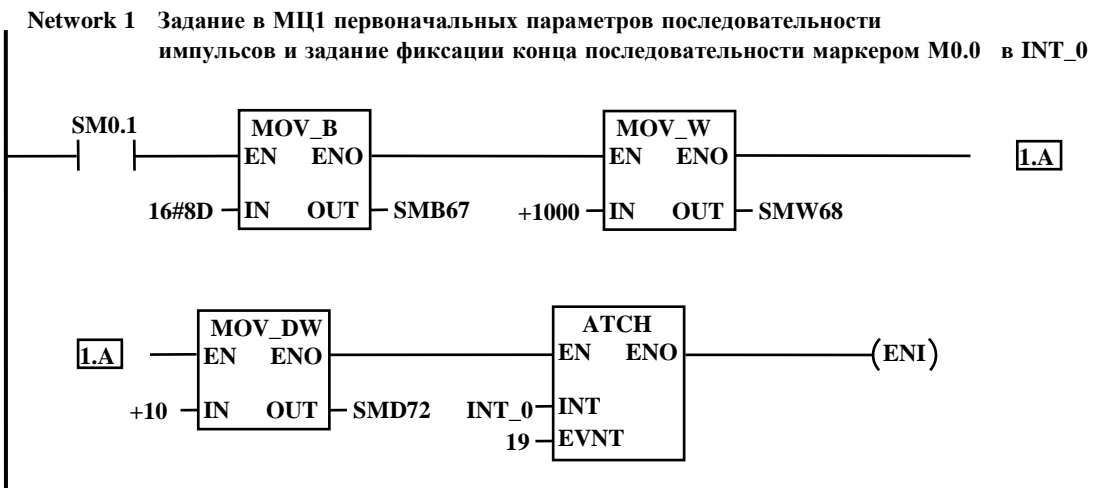 Network 1 Задание в МЦ1 первоначальных параметров последовательности
импульсов и задание фиксации конца последовательности маркером M0.0 в INT_0
SM0.1
MOV_B
EN ENO
16#8D IN OUT SMB67
MOV_W
EN ENO
+1000 IN OUT SMW68
1.A
1.A
MOV_DW
EN ENO
+10 IN OUT SMD72
ATCH
EN ENO
INT_0 INT
19 EVNT
(ENI)